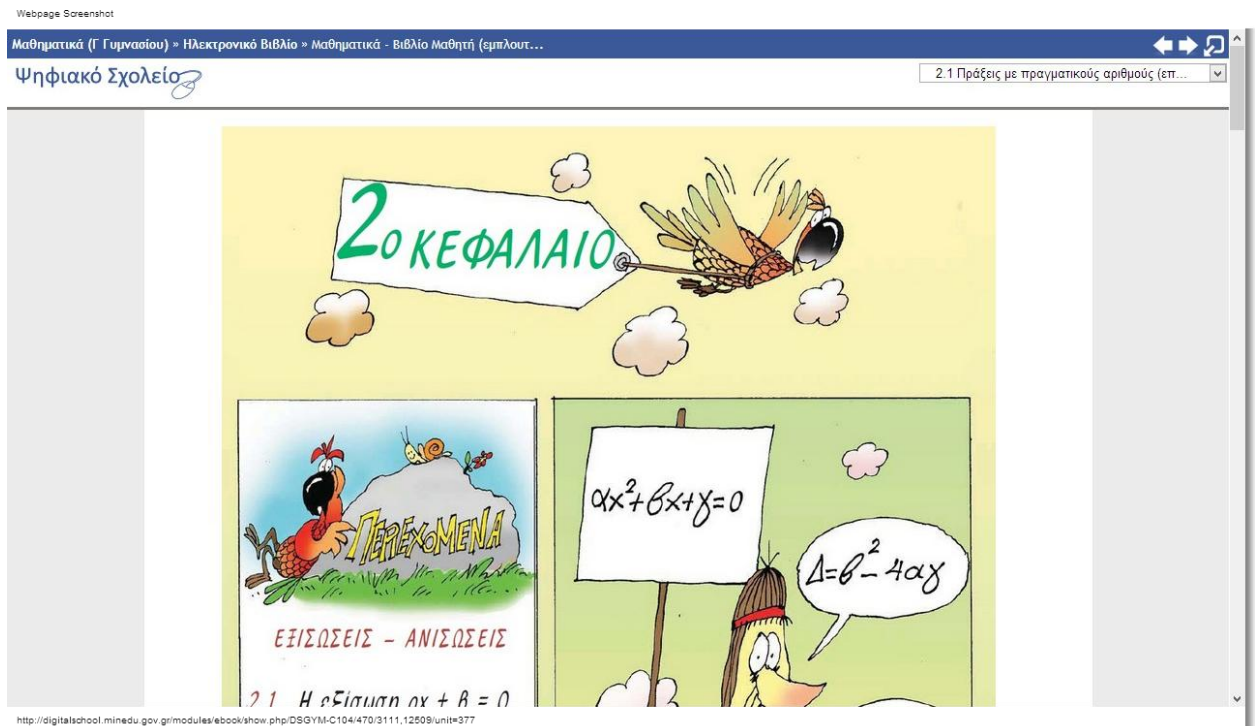 Webpage Screenshot
Μαθηματικά (Γ Γυμνασίου) » Ηλεκτρονικό Βιβλίο » Μαθηματικά - Βιβλίο Μαθητή (εμπλουτ...
Ψηφιακό Σχολείο
2.1 Πράξεις με πραγματικούς αριθμούς (επ...
2ο ΚΕΦΑΛΑΙΟ
ΠΕΡΙΕΧΟΜΕΝΑ
ΕΞΙΣΩΣΕΙΣ – ΑΝΙΣΩΣΕΙΣ
2.1 Η εξίσωση αx + β = 0
αx²+βx+γ=0
Δ=β²-4αγ
http://digitalschool.minedu.gov.gr/modules/ebook/show.php/DSGYM-C104/470/3111,12509/unit=377